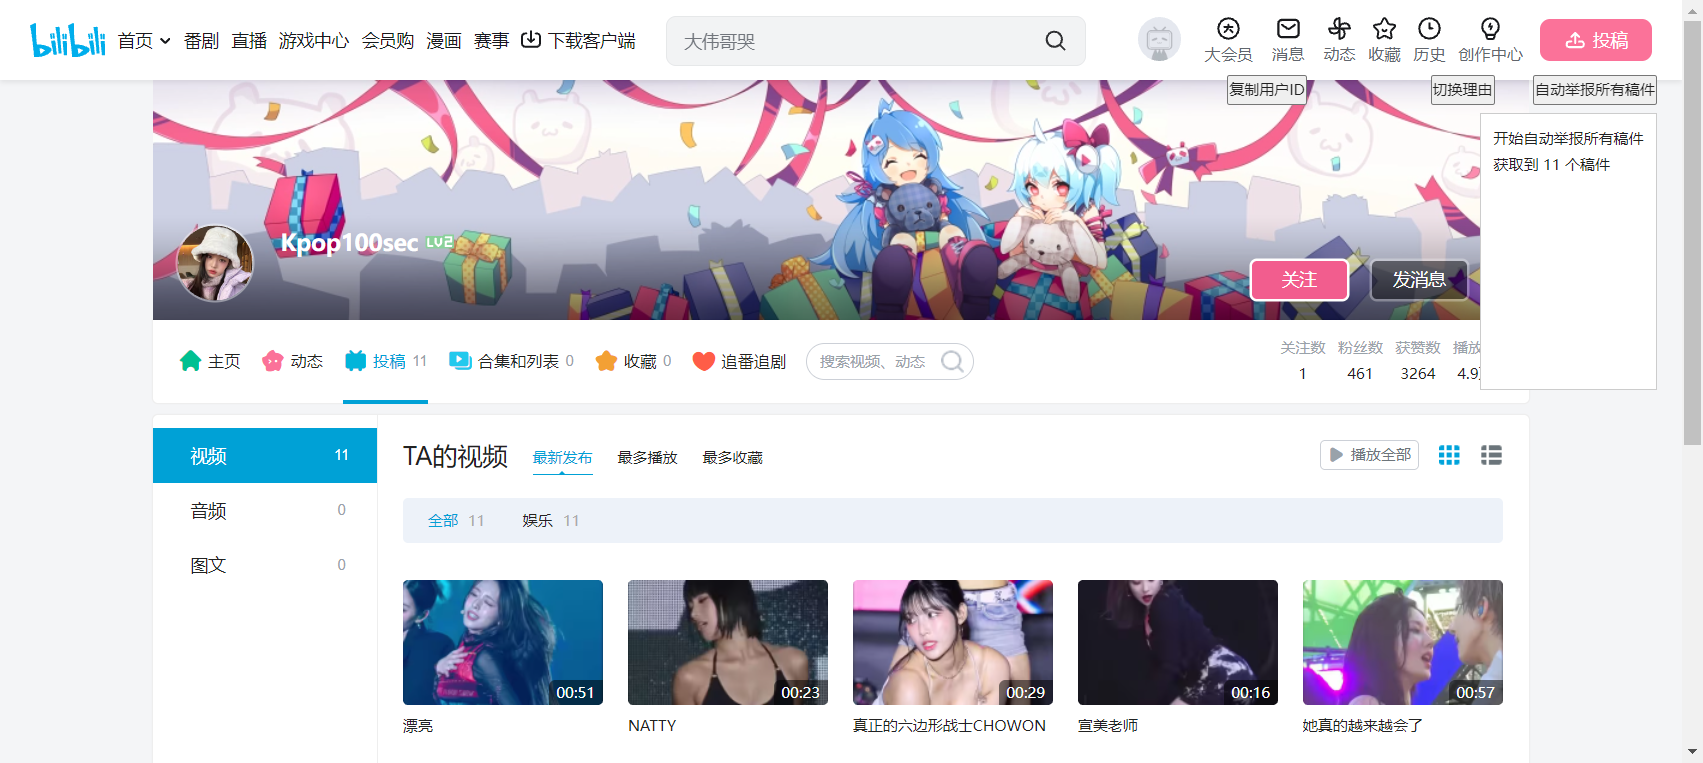 bilibili 首页 番剧 直播 游戏中心 会员购 漫画 赛事 下载客户端 大伟哥哭 大会员 消息 动态 收藏 历史 创作中心 投稿
复制用户ID 切换理由 自动举报所有稿件
开始自动举报所有稿件
获取到 11 个稿件
Kpop100sec LV2
关注 发消息
主页 动态 投稿 11 合集和列表 0 收藏 0 追番追剧 搜索视频、动态
关注数 粉丝数 获赞数 播放
1 461 3264 4.9
视频 11
音频 0
图文 0
TA的视频 最新发布 最多播放 最多收藏 播放全部
全部 11 娱乐 11
00:51 00:23 00:29 00:16 00:57
漂亮 NATTY 真正的六边形战士CHOWON 宣美老师 她真的越来越会了